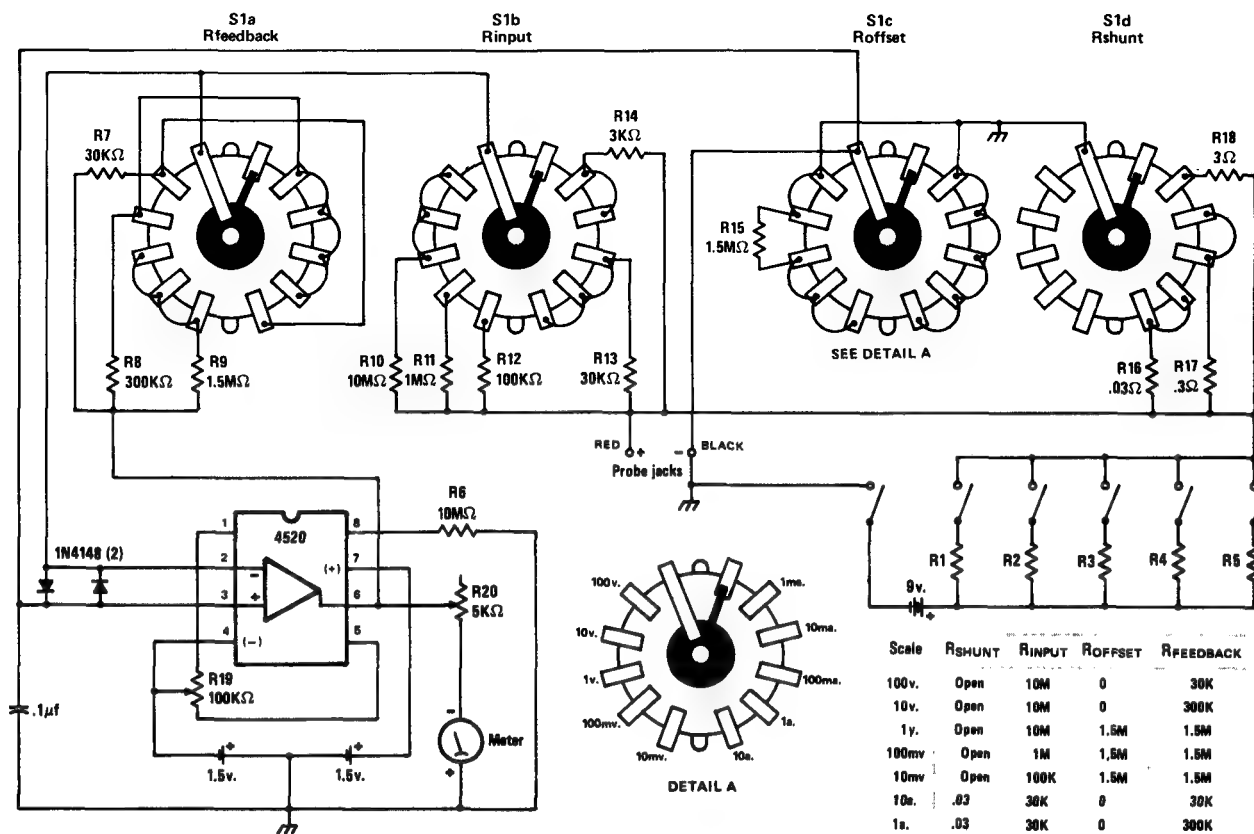 S1a
Rfeedback
S1b
Rinput
S1c
Roffset
S1d
Rshunt
R7
30KΩ
R14
3KΩ
R18
3Ω
R15
1.5MΩ
SEE DETAIL A
R8
300KΩ
R9
1.5MΩ
R10
10MΩ
R11
1MΩ
R12
100KΩ
R13
30KΩ
R16
.03Ω
R17
.3Ω
RED
+
-
BLACK
Probe jacks
R6
10MΩ
1N4148 (2)
4520
1
2
3
4
8
7
6
5
-
+
(+)
(-)
R20
5KΩ
R19
100KΩ
.1μf
+
1.5v.
+
1.5v.
-
Meter
+
R1
R2
R3
R4
R5
9v.
+
100v.
10v.
1v.
100mv.
10mv.
10a.
1a.
100ma.
10ma.
1ma.
DETAIL A
Scale RSHUNT RINPUT ROFFSET RFEEDBACK
100v. Open 10M 0 30K
10v. Open 10M 0 300K
1v. Open 10M 1.5M 1.5M
100mv Open 1M 1,5M 1.5M
10mv Open 100K 1.5M 1.5M
10a. .03 30K 0 30K
1a. .03 30K 0 300K